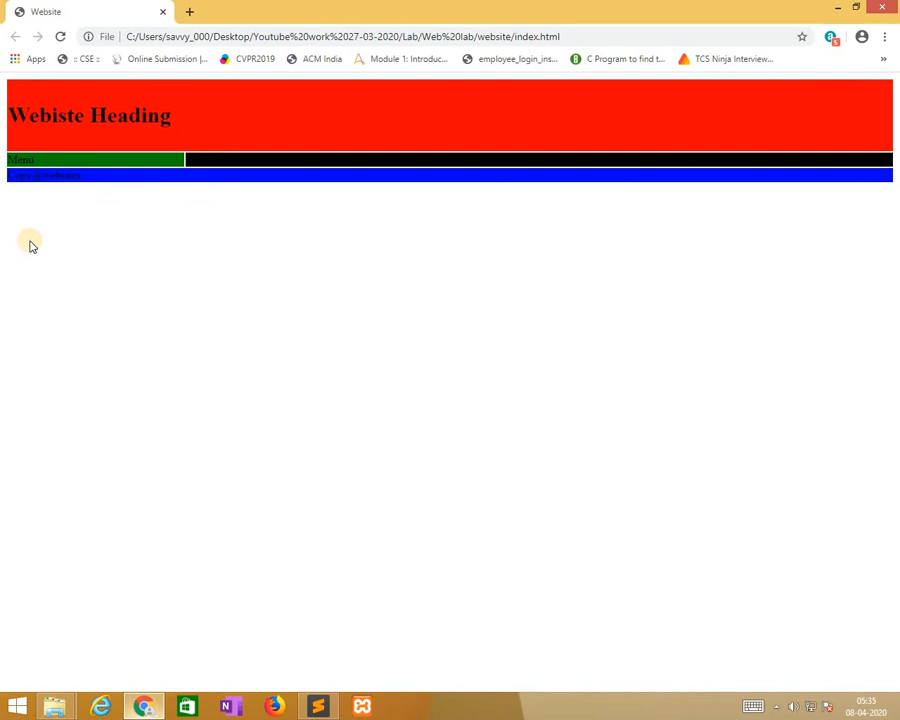 Website
File C:/Users/savvy_000/Desktop/Youtube%20work%2027-03-2020/Lab/Web%20lab/website/index.html
Apps :: CSE :: Online Submission |... CVPR2019 ACM India Module 1: Introduc... employee_login_ins... C Program to find t... TCS Ninja Interview... »
Webiste Heading
Menu
05:35
08-04-2020